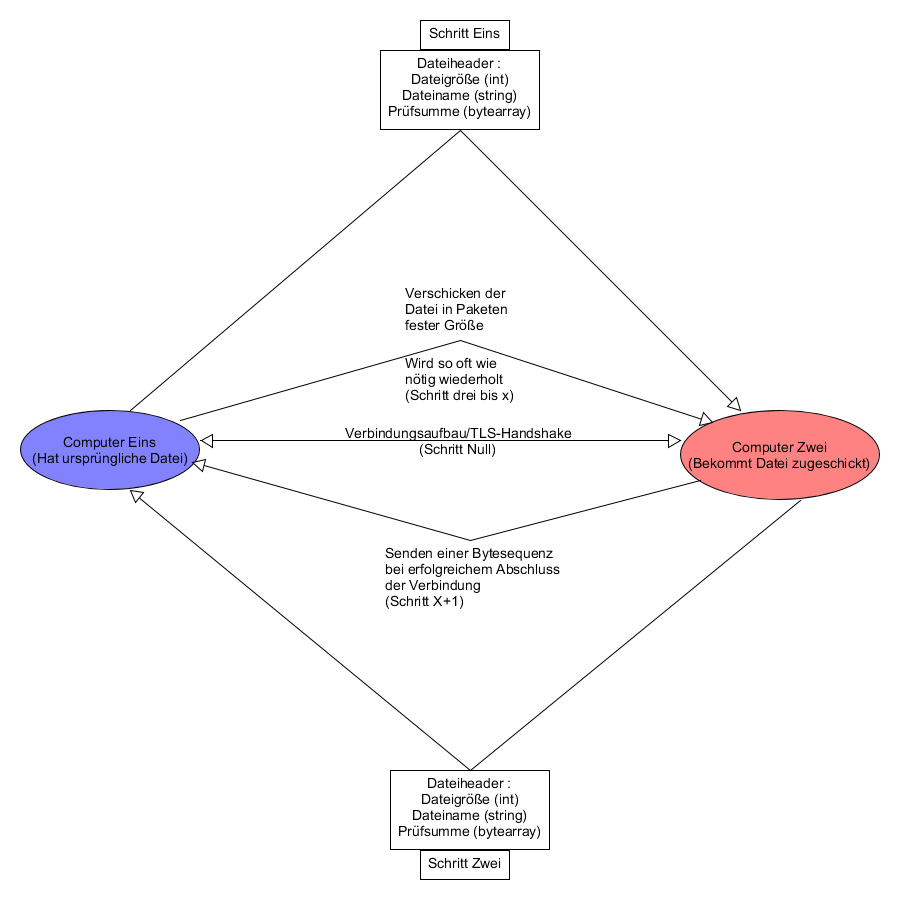 Schritt Eins
Dateiheader :
Dateigröße (int)
Dateiname (string)
Prüfsumme (bytearray)
Verschicken der
Datei in Paketen
fester Größe
Wird so oft wie
nötig wiederholt
(Schritt drei bis x)
Verbindungsaufbau/TLS-Handshake
(Schritt Null)
Computer Eins
(Hat ursprüngliche Datei)
Computer Zwei
(Bekommt Datei zugeschickt)
Senden einer Bytesequenz
bei erfolgreichem Abschluss
der Verbindung
(Schritt X+1)
Dateiheader :
Dateigröße (int)
Dateiname (string)
Prüfsumme (bytearray)
Schritt Zwei